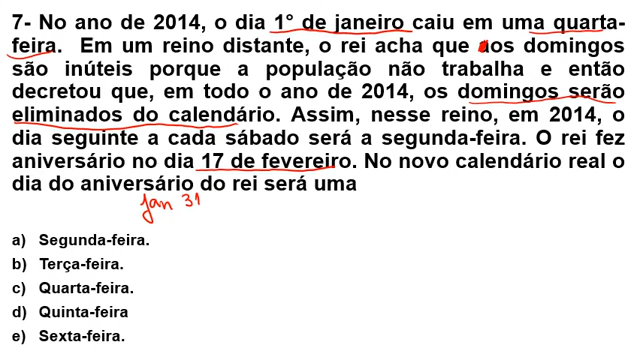 7- No ano de 2014, o dia 1° de janeiro caiu em uma quarta-
feira. Em um reino distante, o rei acha que os domingos
são inúteis porque a população não trabalha e então
decretou que, em todo o ano de 2014, os domingos serão
eliminados do calendário. Assim, nesse reino, em 2014, o
dia seguinte a cada sábado será a segunda-feira. O rei fez
aniversário no dia 17 de fevereiro. No novo calendário real o
dia do aniversário do rei será uma
Jan 31
a) Segunda-feira.
b) Terça-feira.
c) Quarta-feira.
d) Quinta-feira
e) Sexta-feira.